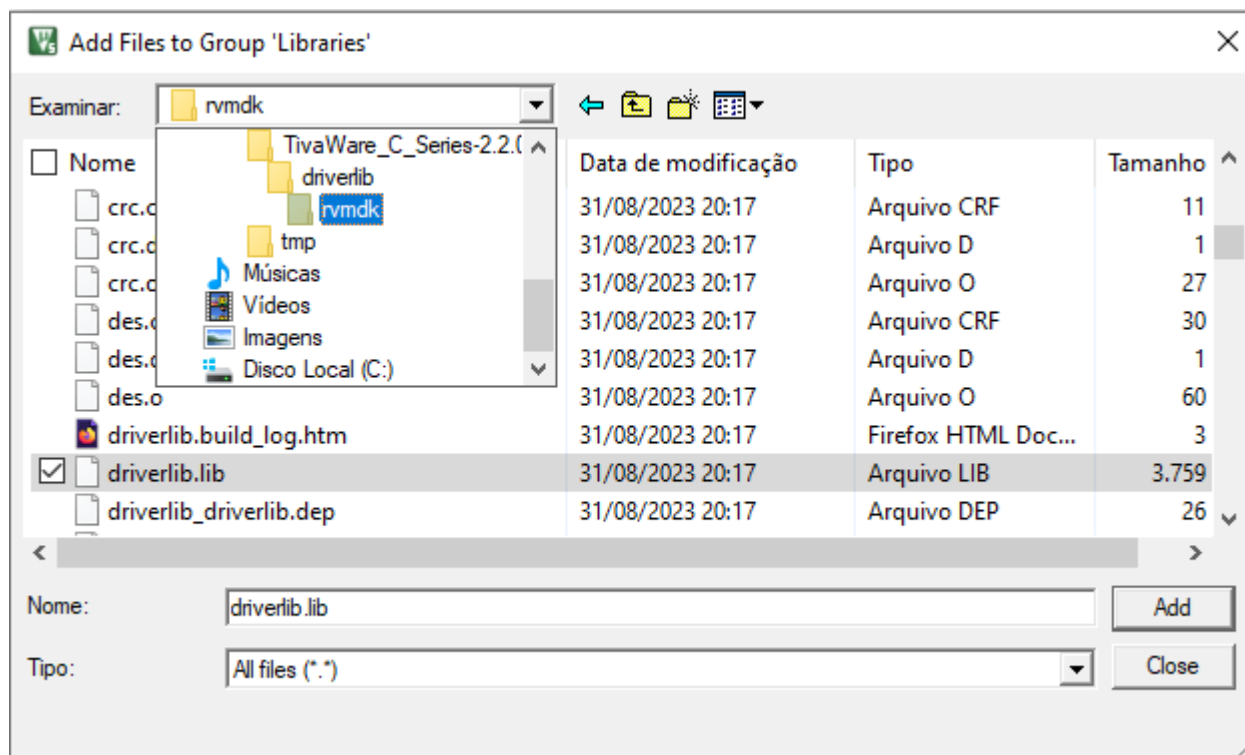 Add Files to Group 'Libraries'
Examinar: rvmdk
TivaWare_C_Series-2.2.0
driverlib
rvmdk
tmp
Músicas
Vídeos
Imagens
Disco Local (C:)
Nome Data de modificação Tipo Tamanho
crc.c 31/08/2023 20:17 Arquivo CRF 11
crc.d 31/08/2023 20:17 Arquivo D 1
crc.o 31/08/2023 20:17 Arquivo O 27
des.c 31/08/2023 20:17 Arquivo CRF 30
des.d 31/08/2023 20:17 Arquivo D 1
des.o 31/08/2023 20:17 Arquivo O 60
driverlib.build_log.htm 31/08/2023 20:17 Firefox HTML Doc... 3
driverlib.lib 31/08/2023 20:17 Arquivo LIB 3.759
driverlib_driverlib.dep 31/08/2023 20:17 Arquivo DEP 26
Nome: driverlib.lib Add
Tipo: All files (*.*) Close